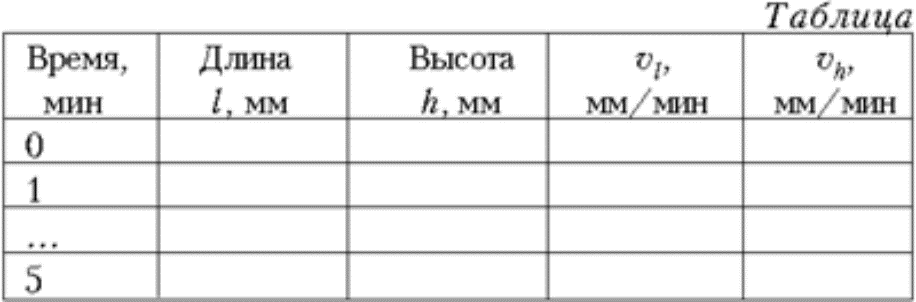 Таблица
Время, мин Длина l, мм Высота h, мм v_l, мм/мин v_h, мм/мин
0
1
...
5